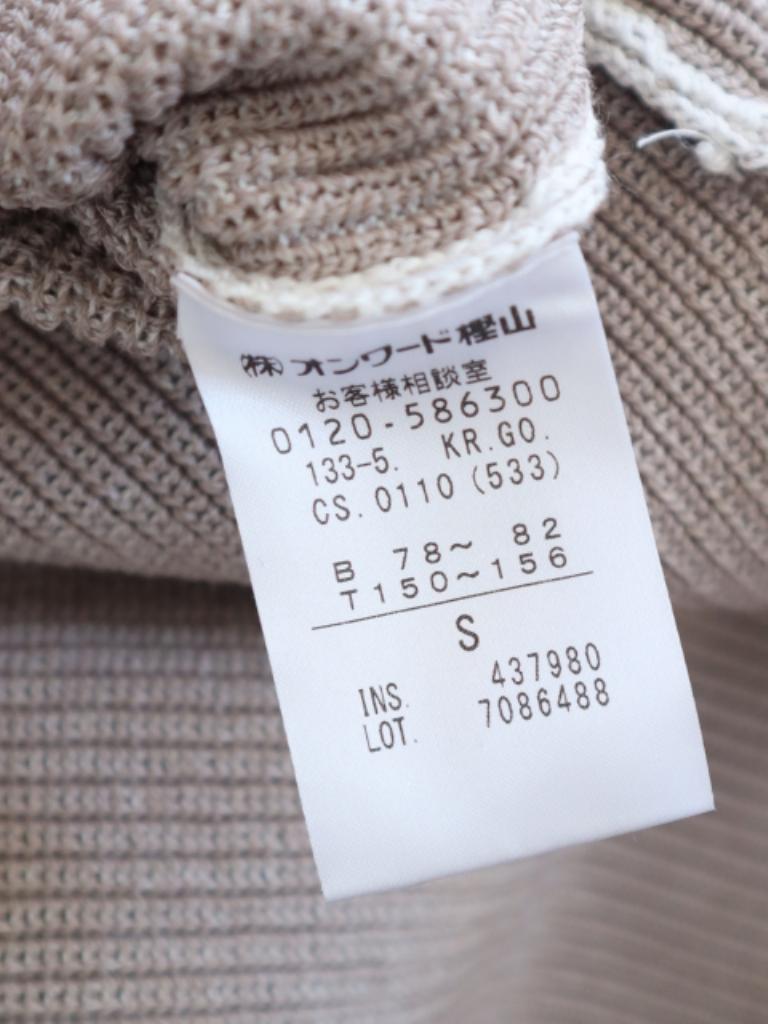 ㈱オンワード樫山
お客様相談室
0120-586300
133-5. KR.GO.
CS.0110(533)
B 78～ 82
T150～156
S
INS. 437980
LOT. 7086488